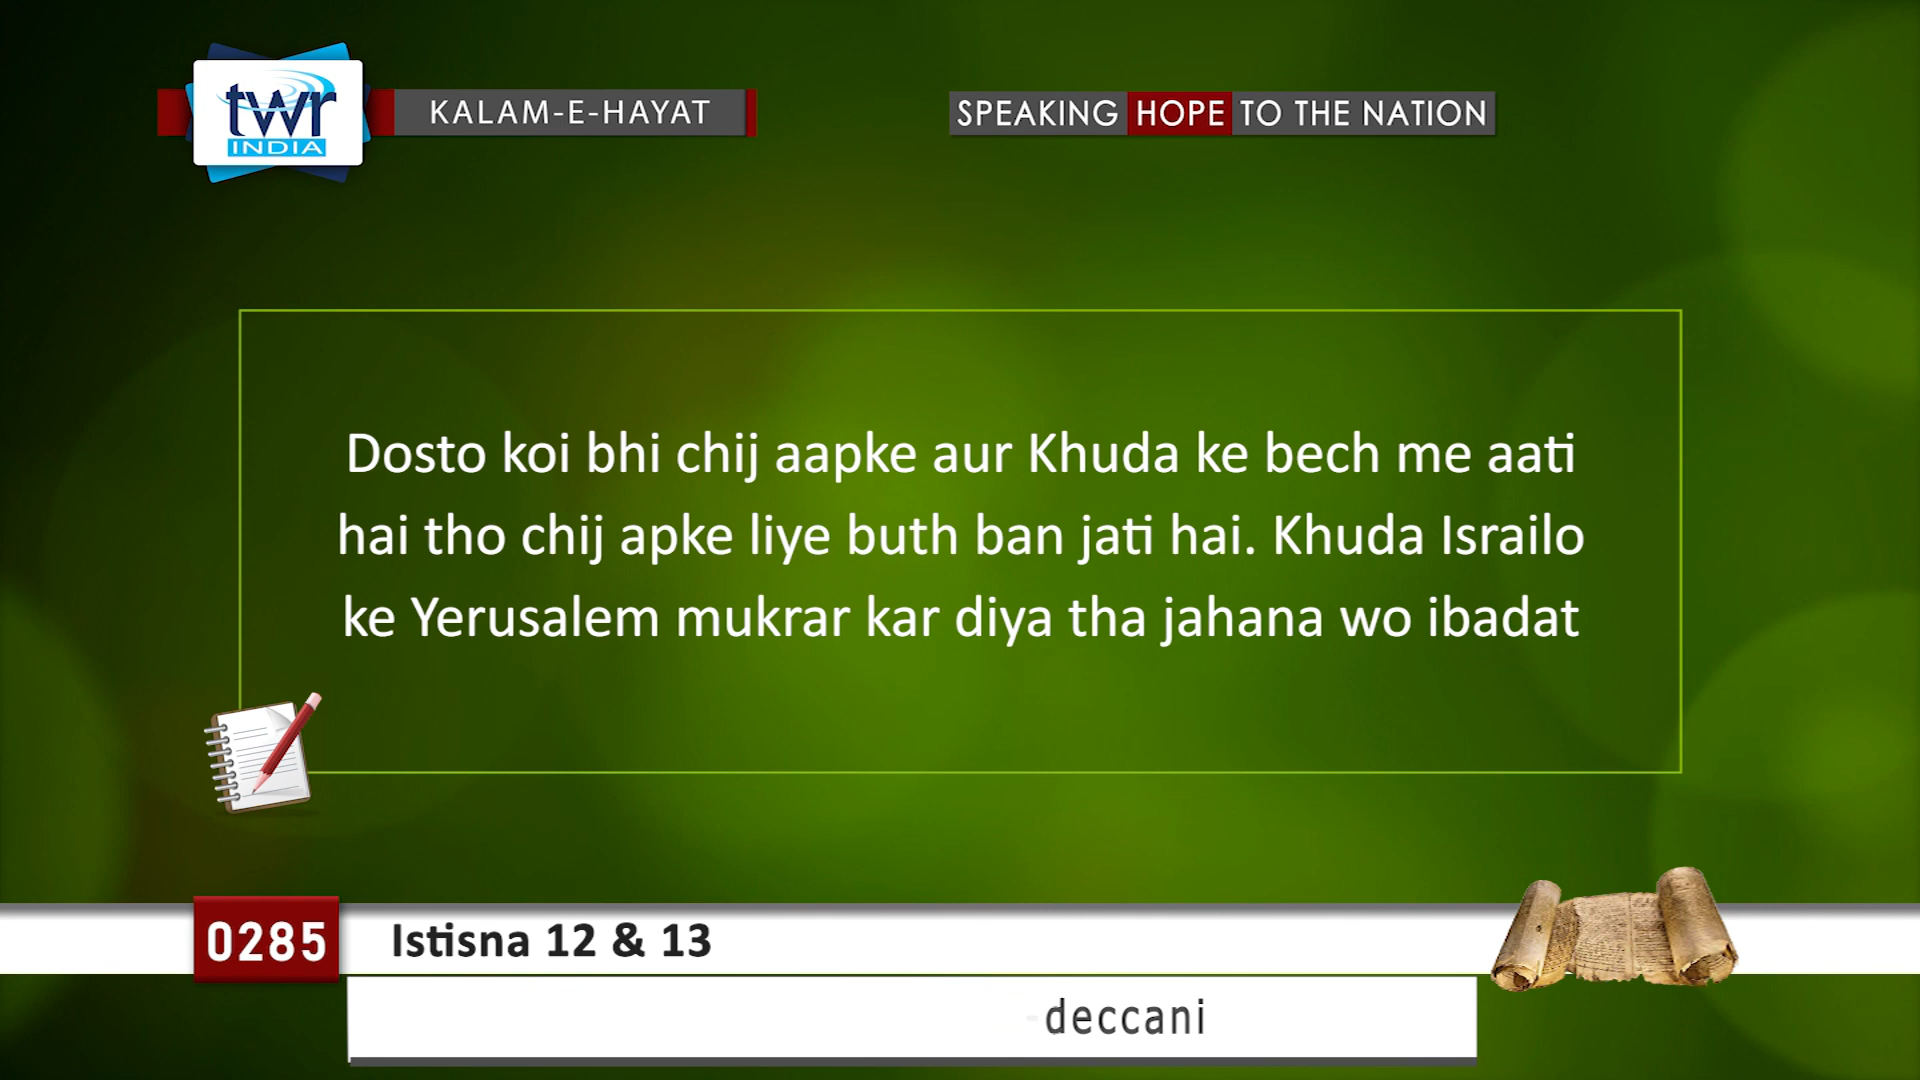 twr
INDIA
KALAM-E-HAYAT
SPEAKING HOPE TO THE NATION
Dosto koi bhi chij aapke aur Khuda ke bech me aati
hai tho chij apke liye buth ban jati hai. Khuda Israilo
ke Yerusalem mukrar kar diya tha jahana wo ibadat
0285
Istisna 12 & 13
-deccani